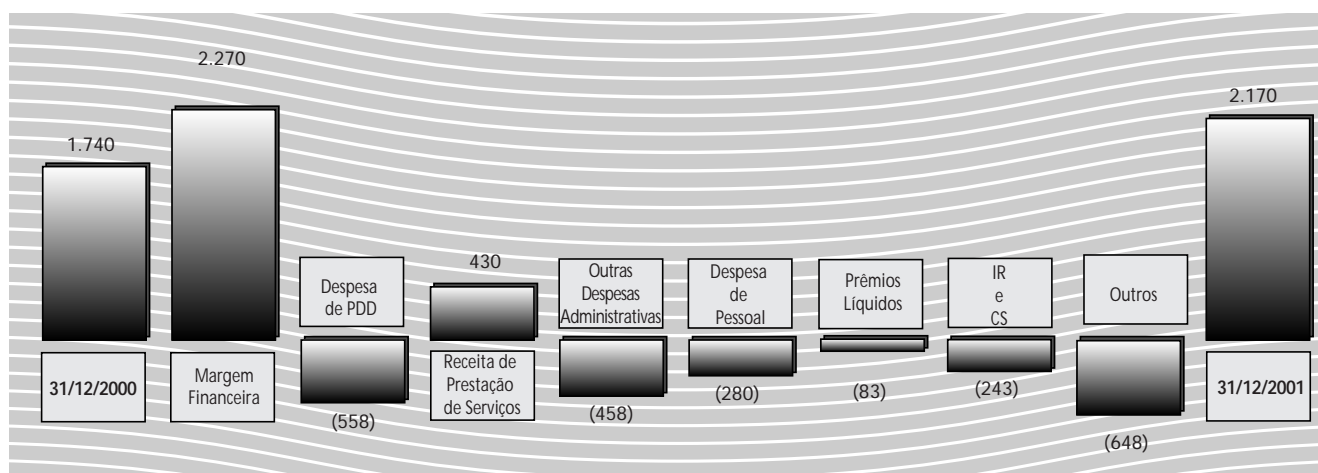 1.740
31/12/2000
2.270
Margem
Financeira
Despesa
de PDD
(558)
430
Receita de
Prestação
de Serviços
Outras
Despesas
Administrativas
(458)
Despesa
de
Pessoal
(280)
Prêmios
Líquidos
(83)
IR
e
CS
(243)
Outros
(648)
2.170
31/12/2001